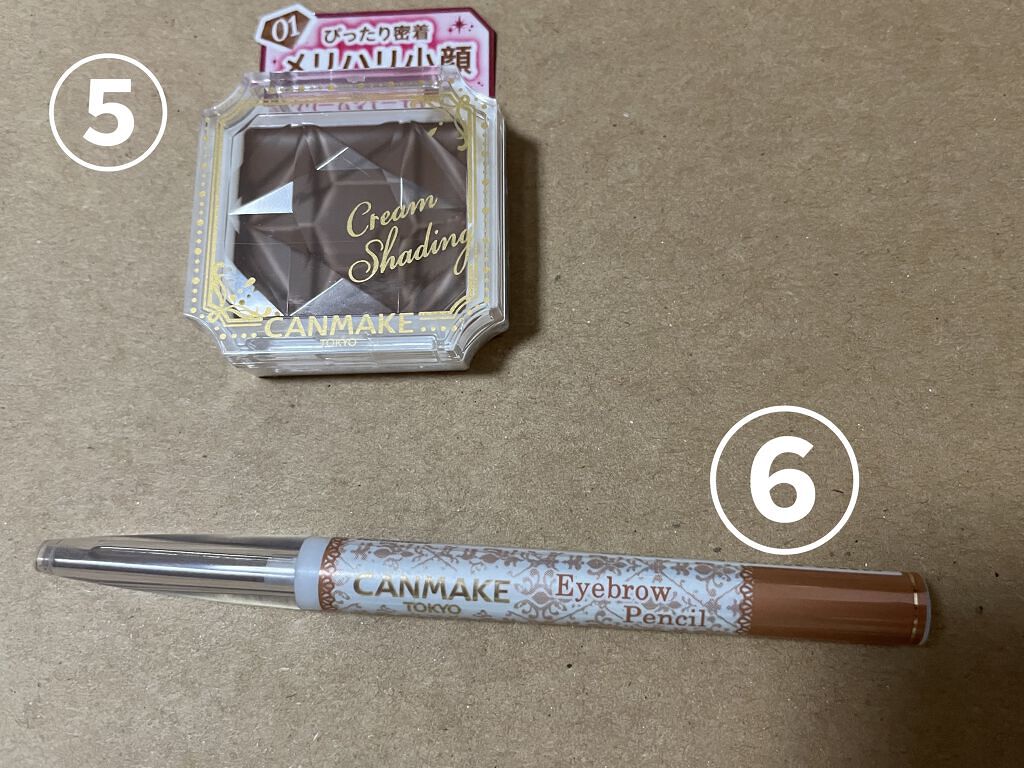 5
01
ぴったり密着
メリハリ小顔
Cream
Shading
CANMAKE
TOKYO
6
CANMAKE
TOKYO
Eyebrow
Pencil